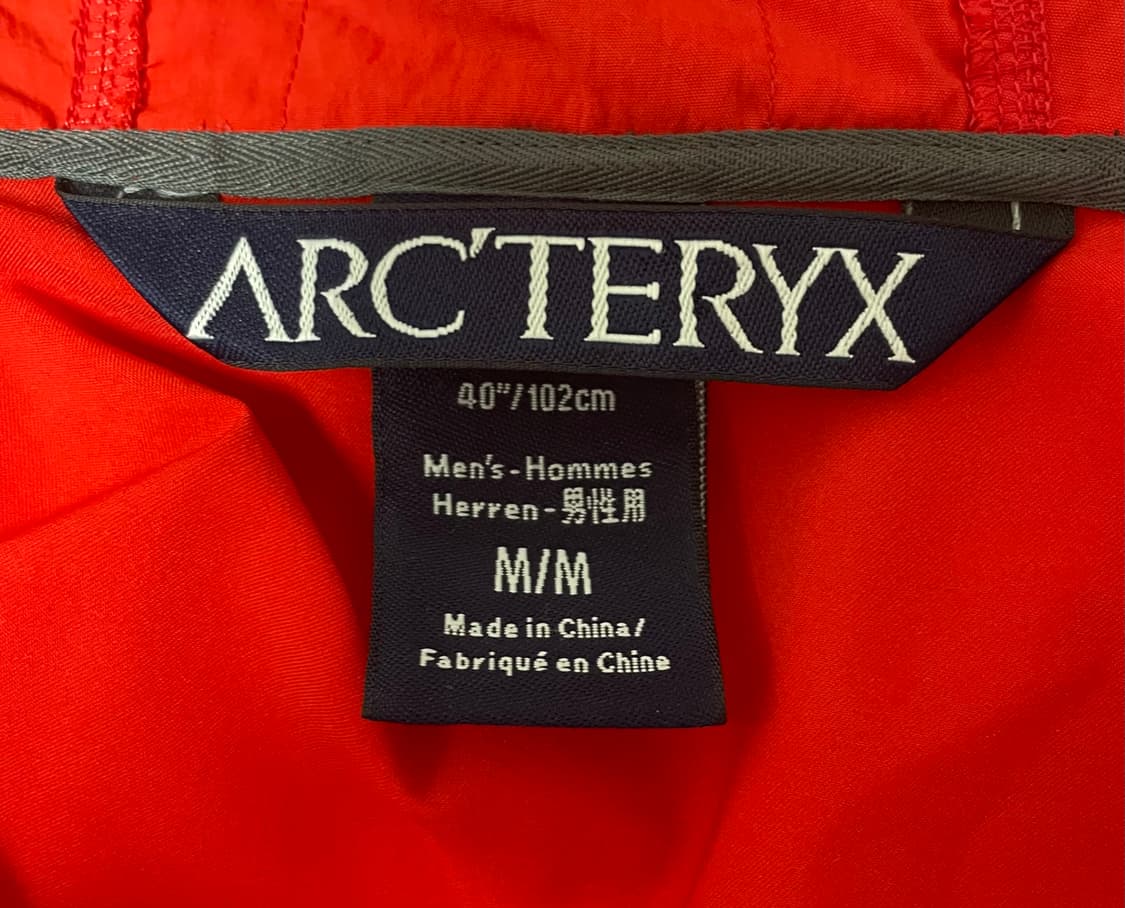 ARC'TERYX
40"/102cm
Men's-Hommes
Herren-男性用
M/M
Made in China/
Fabriqué en Chine